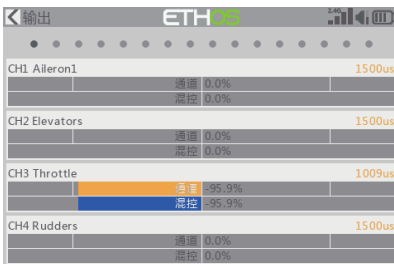 输出 ETHOS 2.4G
CH1 Aileron1 1500us
通道 0.0%
混控 0.0%
CH2 Elevators 1500us
通道 0.0%
混控 0.0%
CH3 Throttle 1009us
通道 -95.9%
混控 -95.9%
CH4 Rudders 1500us
通道 0.0%
混控 0.0%